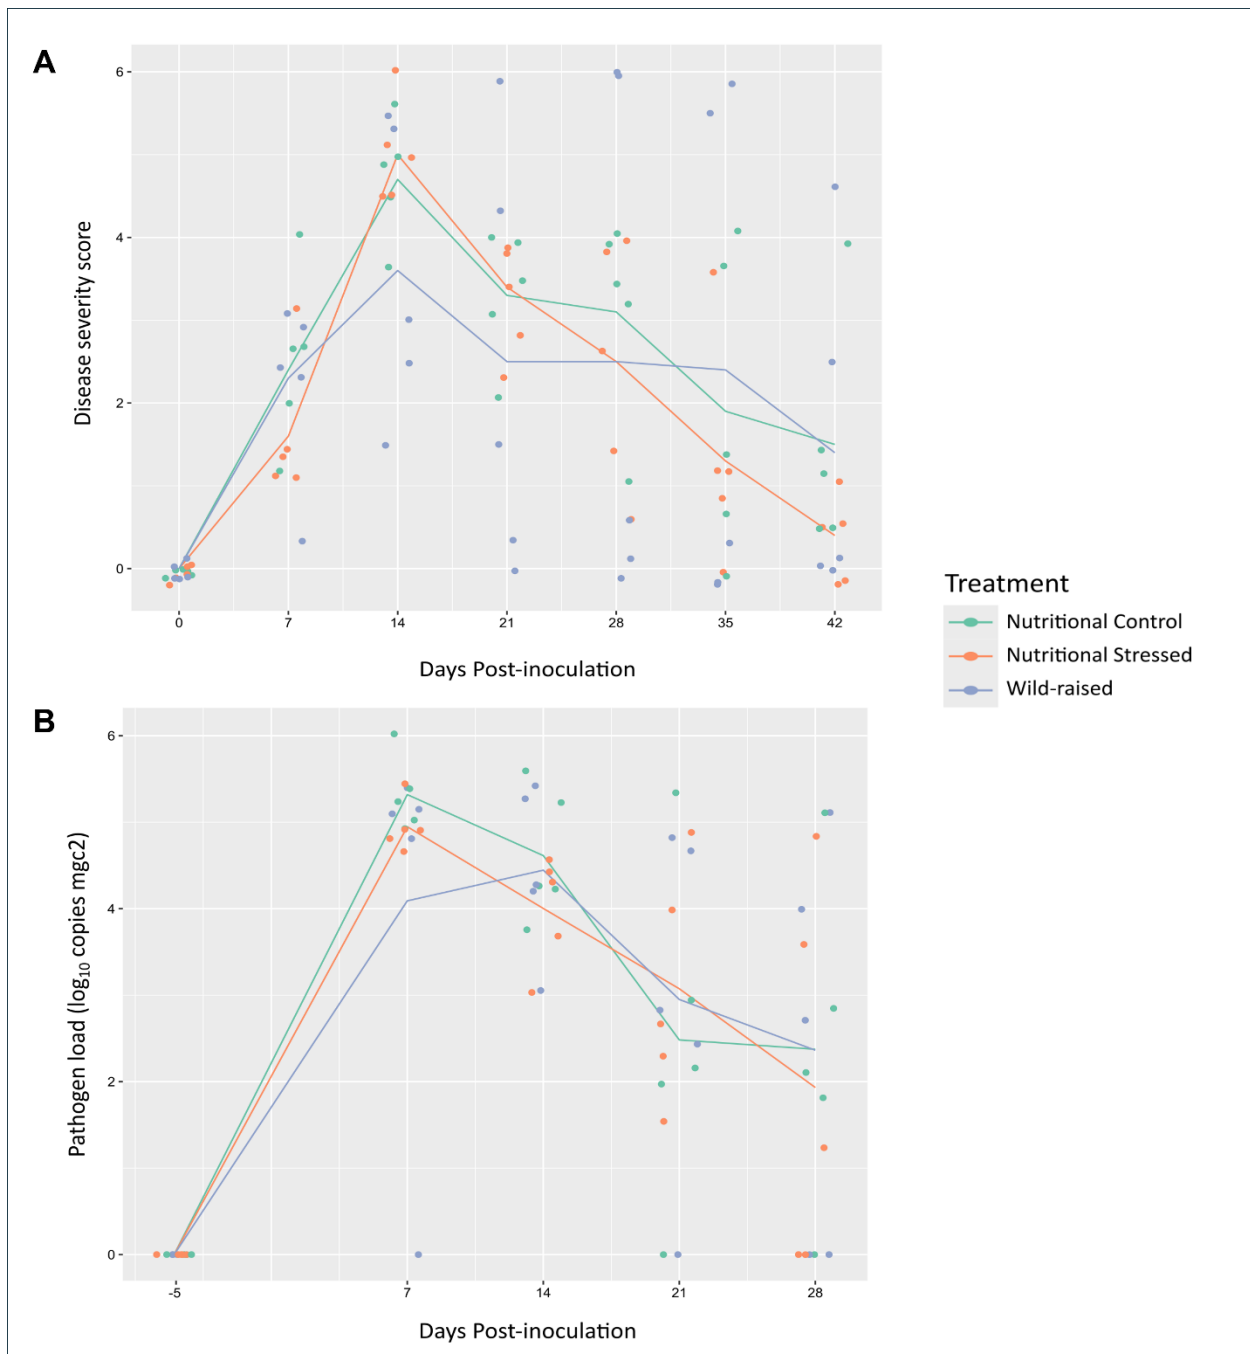 A
6
4
2
0
Disease severity score
0 7 14 21 28 35 42
Days Post-inoculation
Treatment
Nutritional Control
Nutritional Stressed
Wild-raised
B
6
4
2
0
Pathogen load (log₁₀ copies mgc2)
-5 7 14 21 28
Days Post-inoculation